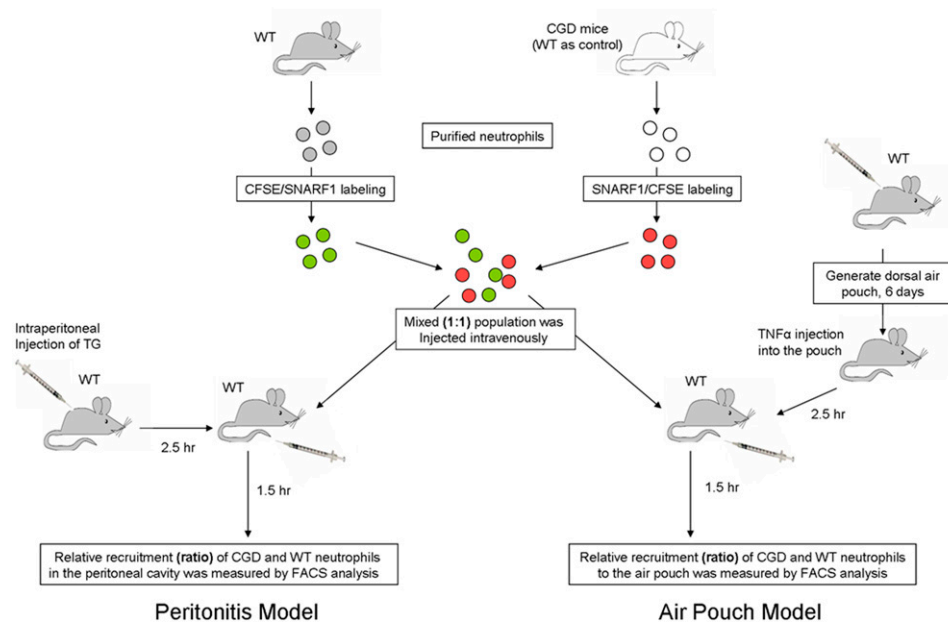 WT
CGD mice
(WT as control)
Purified neutrophils
CFSE/SNARF1 labeling
SNARF1/CFSE labeling
WT
Generate dorsal air
pouch, 6 days
Mixed (1:1) population was
Injected intravenously
Intraperitoneal
Injection of TG
WT
WT
TNFα injection
into the pouch
WT
2.5 hr
2.5 hr
1.5 hr
1.5 hr
Relative recruitment (ratio) of CGD and WT neutrophils
in the peritoneal cavity was measured by FACS analysis
Relative recruitment (ratio) of CGD and WT neutrophils
to the air pouch was measured by FACS analysis
Peritonitis Model
Air Pouch Model